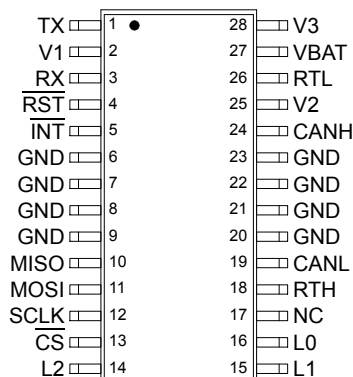 TX 1 28 V3
V1 2 27 VBAT
RX 3 26 RTL
RST 4 25 V2
INT 5 24 CANH
GND 6 23 GND
GND 7 22 GND
GND 8 21 GND
GND 9 20 GND
MISO 10 19 CANL
MOSI 11 18 RTH
SCLK 12 17 NC
CS 13 16 L0
L2 14 15 L1